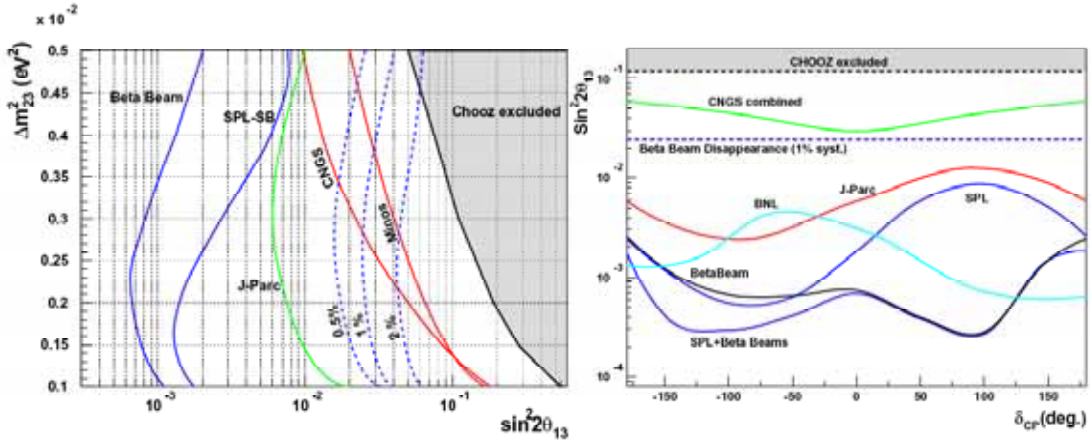 x 10⁻²
Δm²₂₃ (eV²)
0.5
0.45
0.4
0.35
0.3
0.25
0.2
0.15
0.1
Beta Beam
SPL-SB
CNGS
Minos
J-Parc
0.5%
1%
2%
Chooz excluded
10⁻³
10⁻²
10⁻¹
sin²2θ₁₃
Sin²2θ₁₃
10⁻¹
10⁻²
10⁻³
10⁻⁴
CHOOZ excluded
CNGS combined
Beta Beam Disappearance (1% syst.)
J-Parc
BNL
SPL
BetaBeam
SPL+Beta Beams
-150
-100
-50
0
50
100
150
δCP(deg.)